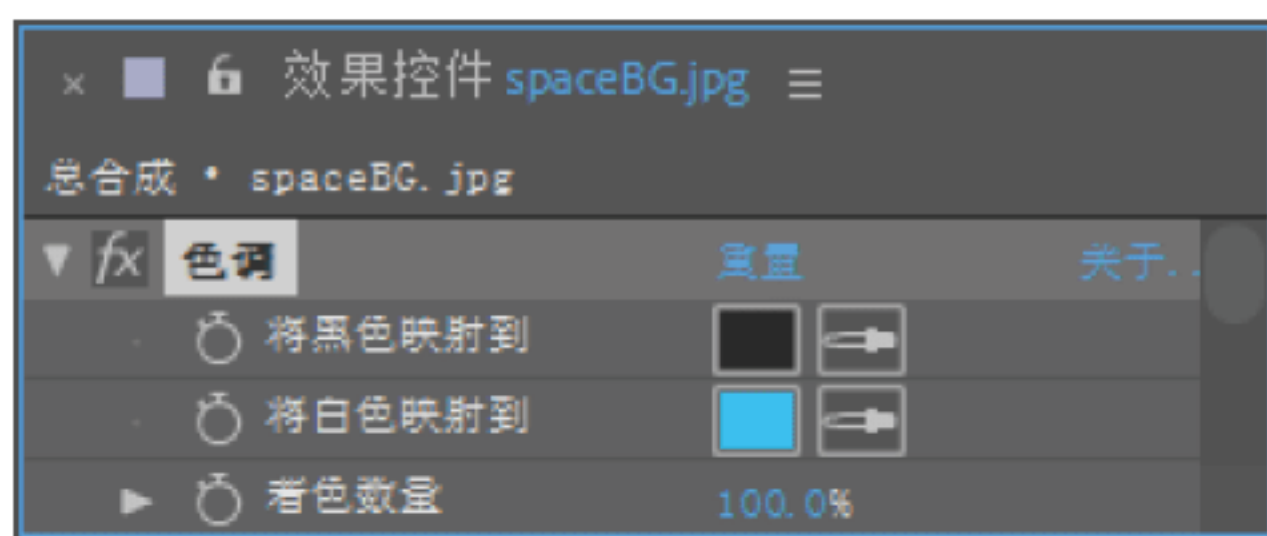 × 效果控件 spaceBG.jpg ≡
总合成 • spaceBG.jpg
fx 色调 重置 关于..
将黑色映射到
将白色映射到
着色数量 100.0%